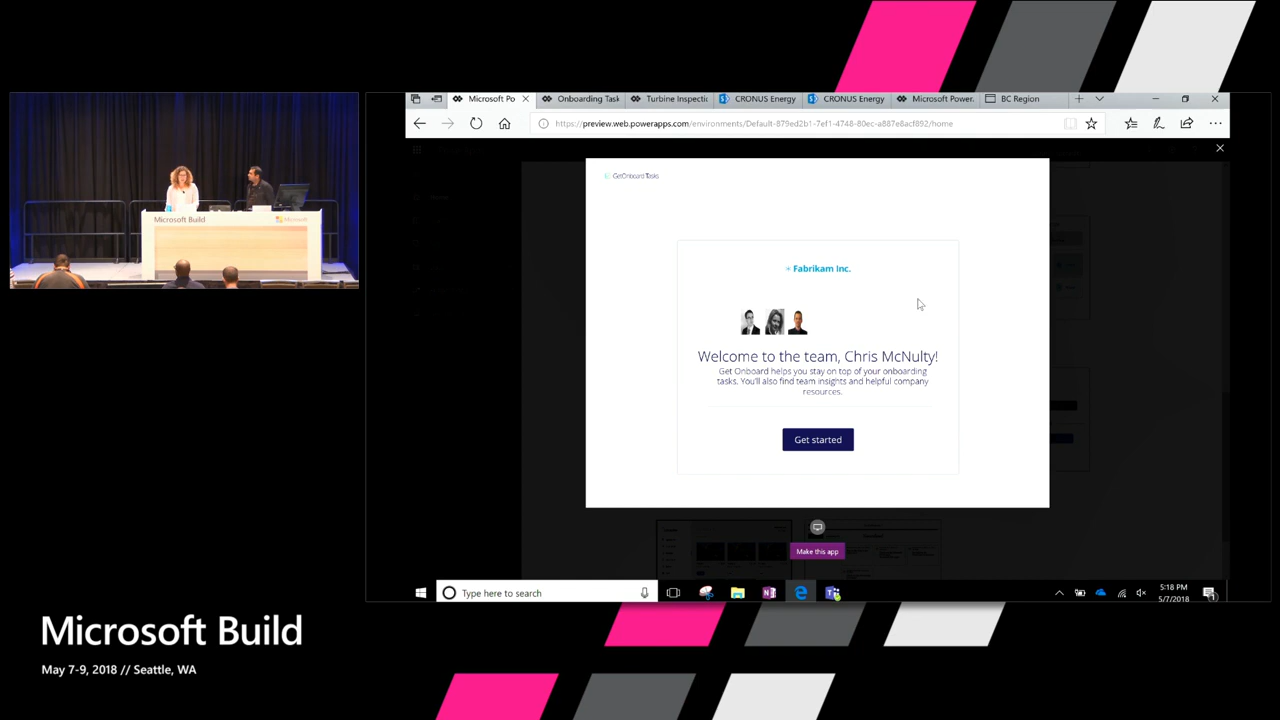 Microsoft Po
Onboarding Task
Turbine Inspecti
CRONUS Energy
CRONUS Energy
Microsoft Power.
BC Region
https://preview.web.powerapps.com/environments/Default-879ed2b1-7ef1-4748-80ec-a887e8acf892/home
GetOnboard Tasks
Fabrikam Inc.
Welcome to the team, Chris McNulty!
Get Onboard helps you stay on top of your onboarding
tasks. You'll also find team insights and helpful company
resources.
Get started
Make this app
Type here to search
5:18 PM
5/7/2018
Microsoft Build
Microsoft
Microsoft Build
May 7-9, 2018 // Seattle, WA